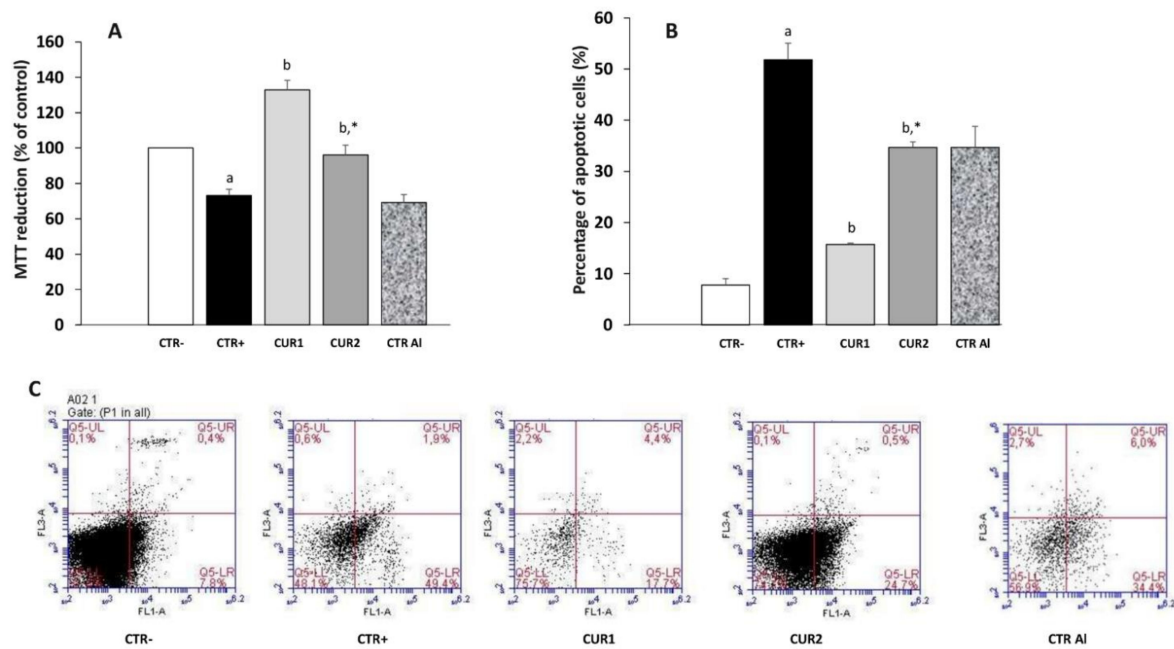 A
MTT reduction (% of control)
160
140
120
100
80
60
40
20
0
a
b
b,*
CTR-
CTR+
CUR1
CUR2
CTR Al
B
Percentage of apoptotic cells (%)
60
50
40
30
20
10
0
a
b
b,*
CTR-
CTR+
CUR1
CUR2
CTR Al
C
A02 1
Gate: (P1 in all)
Q5-UL Q5-UR
0,1% 0,4%
FL3-A
Q5-LR
7,8%
FL1-A
CTR-
Q5-UL Q5-UR
0,6% 1,9%
FL3-A
Q5-LL Q5-LR
48,1% 49,4%
FL1-A
CTR+
Q5-UL Q5-UR
2,2% 4,4%
FL3-A
Q5-LL Q5-LR
75,7% 17,7%
FL1-A
CUR1
Q5-UL Q5-UR
0,1% 0,5%
FL3-A
Q5-LR
24,7%
FL1-A
CUR2
Q5-UL Q5-UR
2,7% 6,0%
FL3-A
Q5-LL Q5-LR
56,9% 34,4%
FL1-A
CTR Al